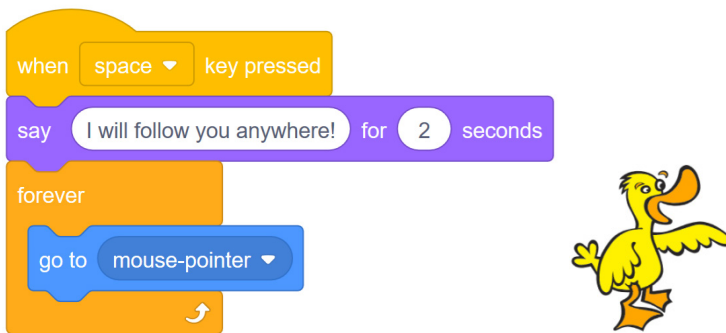 when space key pressed
say I will follow you anywhere! for 2 seconds
forever
go to mouse-pointer